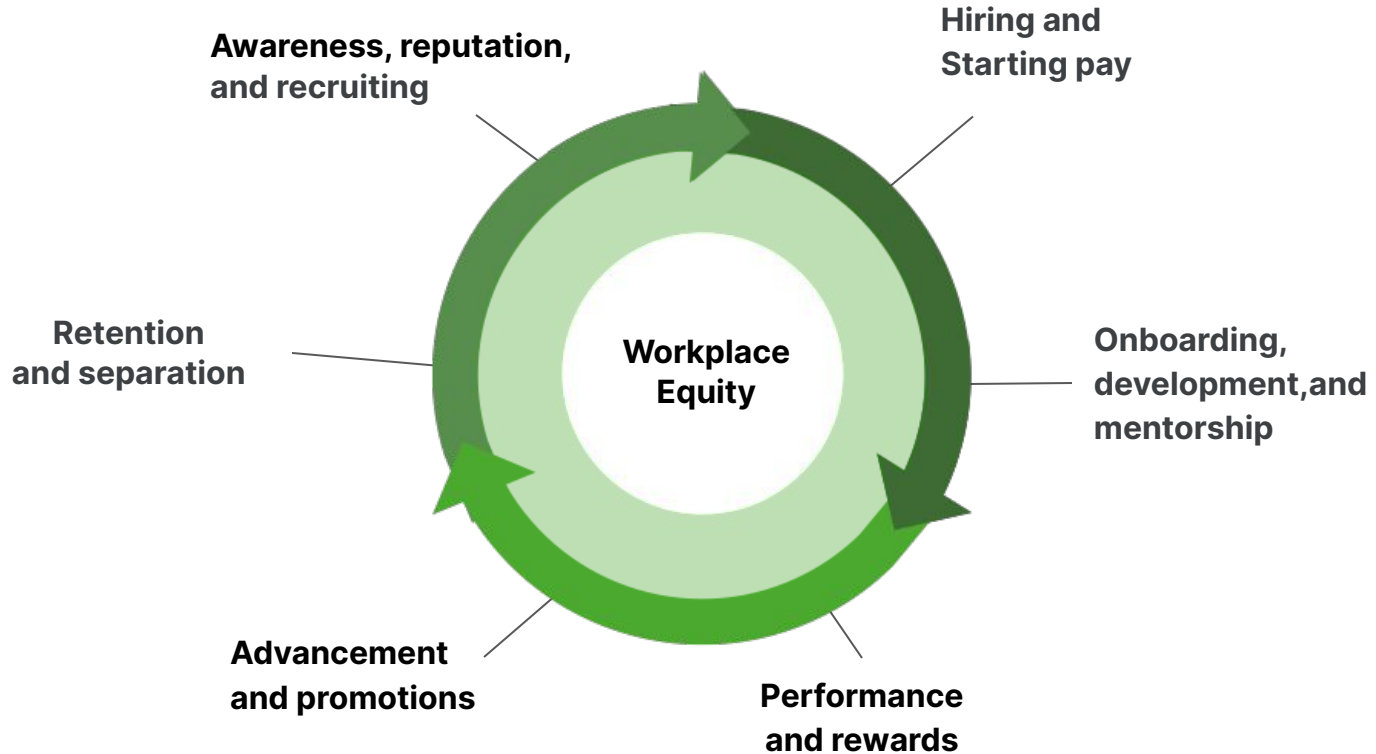 Awareness, reputation,
and recruiting
Hiring and
Starting pay
Workplace
Equity
Retention
and separation
Onboarding,
development,and
mentorship
Advancement
and promotions
Performance
and rewards